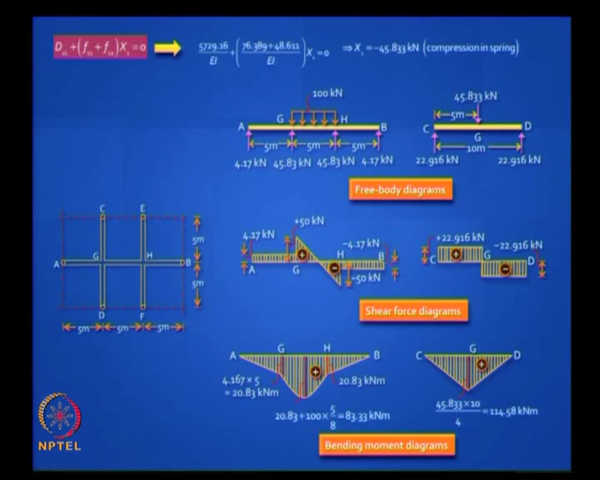 D₁L + (f₁₁ + f₁₀) X₁ = 0
5729.16/EI + ((76.389+48.611)/EI) X₁ = 0 ⇒ X₁ = -45.833 kN (compression in spring)
100 kN
45.833 kN
5m
A G H B
C D
G
5m 5m 5m
10m
4.17 kN 45.83 kN 45.83 kN 4.17 kN
22.916 kN 22.916 kN
Free-body diagrams
C E
5m
A G H B
5m
D F
5m 5m 5m
+50 kN
4.17 kN -4.17 kN
+22.916 kN -22.916 kN
A G H B
-50 kN
C G D
Shear force diagrams
A G H B
C G D
4.167 × 5
= 20.83 kNm
20.83 kNm
20.83 + 100 × 5/8 = 83.33 kNm
45.833 × 10/4 = 114.58 kNm
Bending moment diagrams
NPTEL